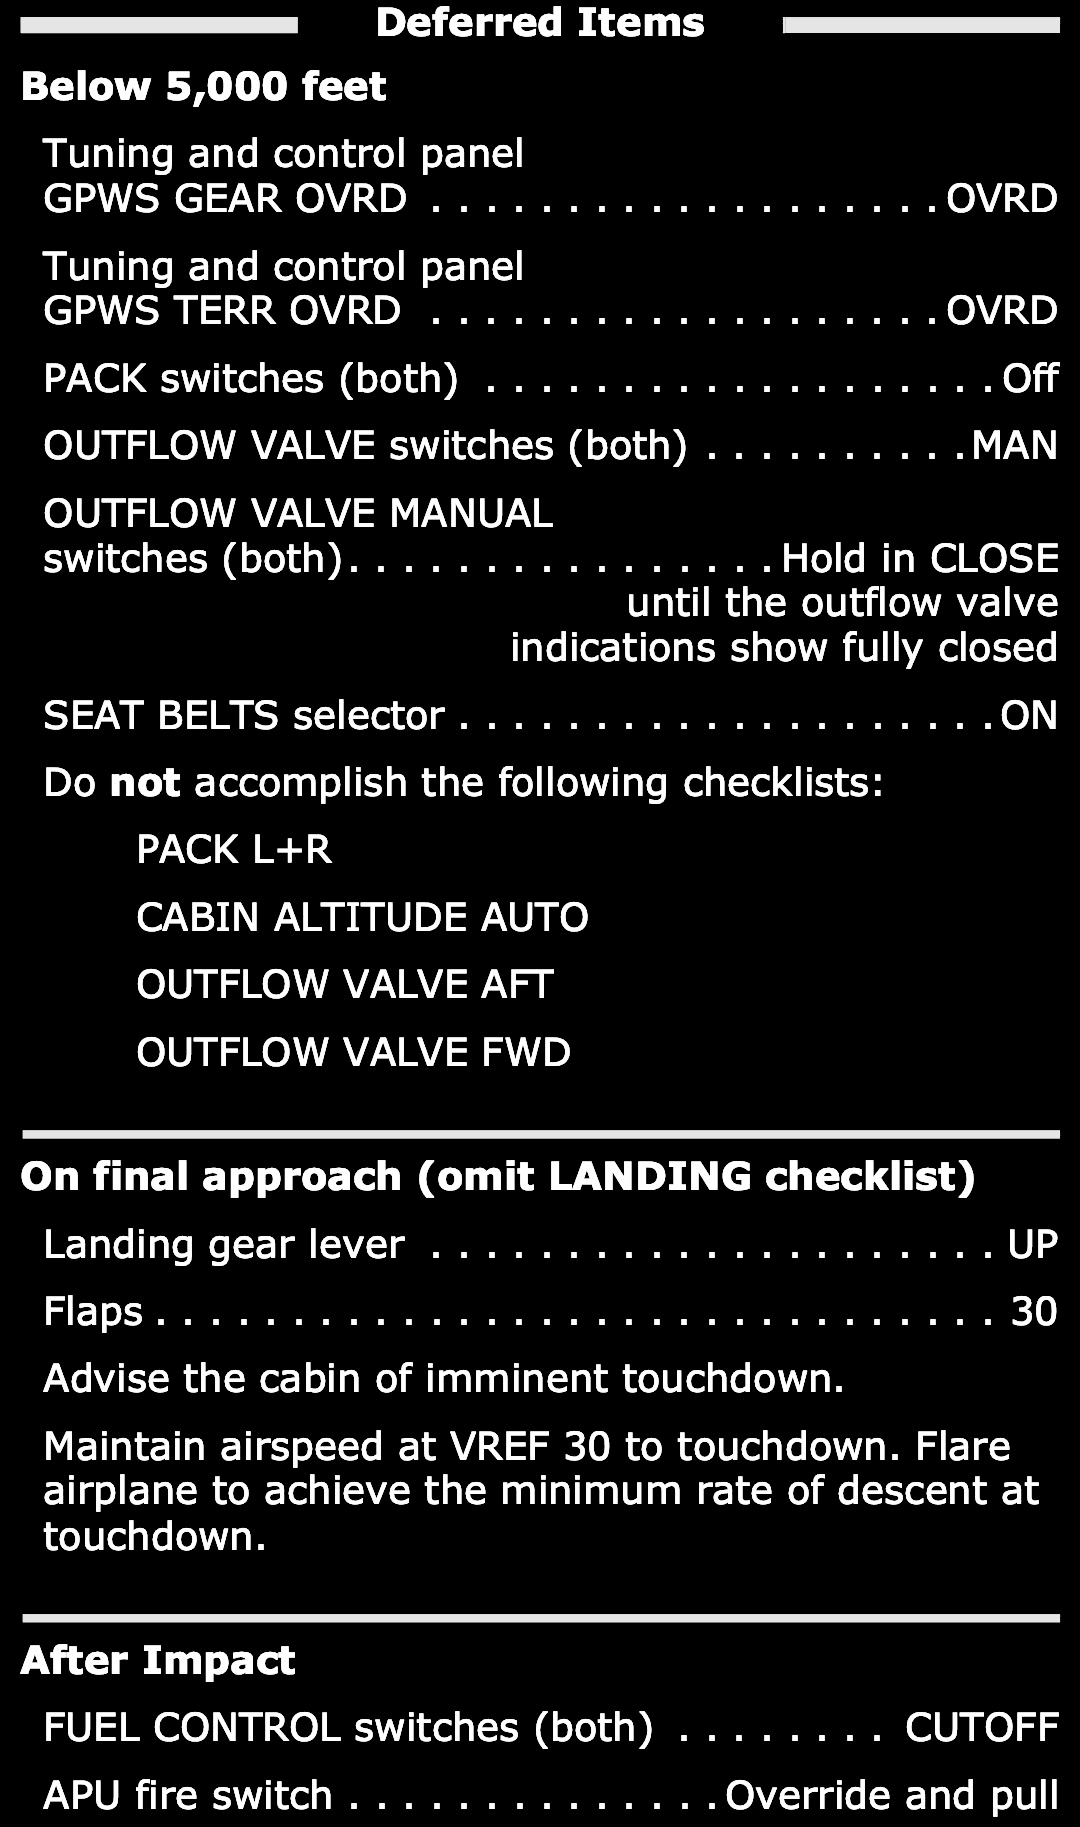 Deferred Items
Below 5,000 feet
Tuning and control panel
GPWS GEAR OVRD . . . . . . . . . . . . . . . . . . . OVRD
Tuning and control panel
GPWS TERR OVRD . . . . . . . . . . . . . . . . . . . OVRD
PACK switches (both) . . . . . . . . . . . . . . . . . . . Off
OUTFLOW VALVE switches (both) . . . . . . . . . . MAN
OUTFLOW VALVE MANUAL
switches (both) . . . . . . . . . . . . . . . . Hold in CLOSE
until the outflow valve
indications show fully closed
SEAT BELTS selector . . . . . . . . . . . . . . . . . . . . ON
Do not accomplish the following checklists:
PACK L+R
CABIN ALTITUDE AUTO
OUTFLOW VALVE AFT
OUTFLOW VALVE FWD
On final approach (omit LANDING checklist)
Landing gear lever . . . . . . . . . . . . . . . . . . . . . UP
Flaps . . . . . . . . . . . . . . . . . . . . . . . . . . . . . . . 30
Advise the cabin of imminent touchdown.
Maintain airspeed at VREF 30 to touchdown. Flare
airplane to achieve the minimum rate of descent at
touchdown.
After Impact
FUEL CONTROL switches (both) . . . . . . . . CUTOFF
APU fire switch . . . . . . . . . . . . . . Override and pull